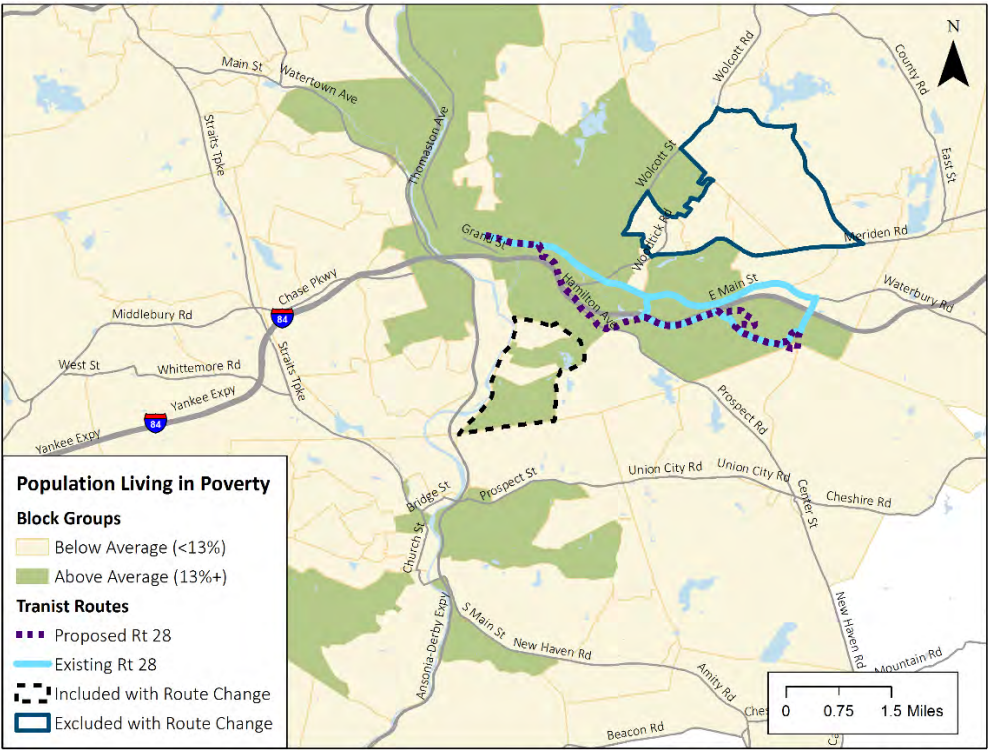 N
Wolcott Rd
County Rd
Main St
Watertown Ave
Straits Tpke
Thomaston Ave
East St
Wolcott St
Woodtick Rd
Meriden Rd
Grand St
Chase Pkwy
Hamilton Ave
E Main St
Waterbury Rd
84
Middlebury Rd
West St
Whittemore Rd
Straits Tpke
Yankee Expy
84
Yankee Expy
Prospect Rd
Bridge St
Prospect St
Union City Rd
Union City Rd
Center St
Cheshire Rd
Church St
Ansonia-Derby Expy
S Main St
New Haven Rd
New Haven Rd
Mountain Rd
Amity Rd
Ches
Beacon Rd
Ca
Population Living in Poverty
Block Groups
Below Average (<13%)
Above Average (13%+)
Tranist Routes
Proposed Rt 28
Existing Rt 28
Included with Route Change
Excluded with Route Change
0 0.75 1.5 Miles